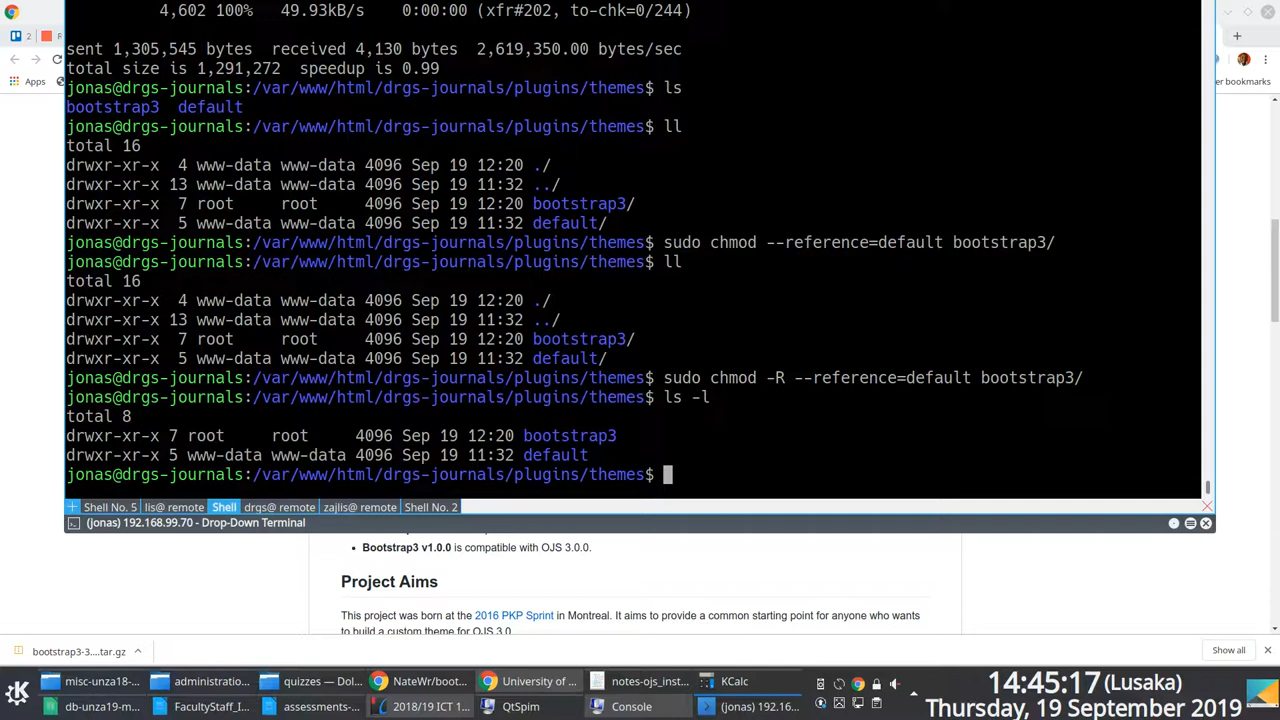 4,602 100%   49.93kB/s    0:00:00 (xfr#202, to-chk=0/244)
sent 1,305,545 bytes  received 4,130 bytes  2,619,350.00 bytes/sec
total size is 1,291,272  speedup is 0.99
jonas@drgs-journals:/var/www/html/drgs-journals/plugins/themes$ ls
bootstrap3  default
jonas@drgs-journals:/var/www/html/drgs-journals/plugins/themes$ ll
total 16
drwxr-xr-x  4 www-data www-data 4096 Sep 19 12:20 ./
drwxr-xr-x 13 www-data www-data 4096 Sep 19 11:32 ../
drwxr-xr-x  7 root     root     4096 Sep 19 12:20 bootstrap3/
drwxr-xr-x  5 www-data www-data 4096 Sep 19 11:32 default/
jonas@drgs-journals:/var/www/html/drgs-journals/plugins/themes$ sudo chmod --reference=default bootstrap3/
jonas@drgs-journals:/var/www/html/drgs-journals/plugins/themes$ ll
total 16
drwxr-xr-x  4 www-data www-data 4096 Sep 19 12:20 ./
drwxr-xr-x 13 www-data www-data 4096 Sep 19 11:32 ../
drwxr-xr-x  7 root     root     4096 Sep 19 12:20 bootstrap3/
drwxr-xr-x  5 www-data www-data 4096 Sep 19 11:32 default/
jonas@drgs-journals:/var/www/html/drgs-journals/plugins/themes$ sudo chmod -R --reference=default bootstrap3/
jonas@drgs-journals:/var/www/html/drgs-journals/plugins/themes$ ls -l
total 8
drwxr-xr-x 7 root     root     4096 Sep 19 12:20 bootstrap3
drwxr-xr-x 5 www-data www-data 4096 Sep 19 11:32 default
jonas@drgs-journals:/var/www/html/drgs-journals/plugins/themes$
2
Apps
er bookmarks
Shell No. 5 lis@ remote Shell drgs@ remote zajlis@ remote Shell No. 2
(jonas) 192.168.99.70 - Drop-Down Terminal
• Bootstrap3 v1.0.0 is compatible with OJS 3.0.0.
Project Aims
This project was born at the 2016 PKP Sprint in Montreal. It aims to provide a common starting point for anyone who wants
to build a custom theme for OJS 3.0.
bootstrap3-3....tar.gz
Show all
misc-unza18-... administratio... quizzes — Dol... NateWr/boot... University of ... notes-ojs_inst... KCalc
db-unza19-m... FacultyStaff_In... assessments-... 2018/19 ICT 1... QtSpim Console (jonas) 192.16...
14:45:17 (Lusaka)
Thursday, 19 September 2019